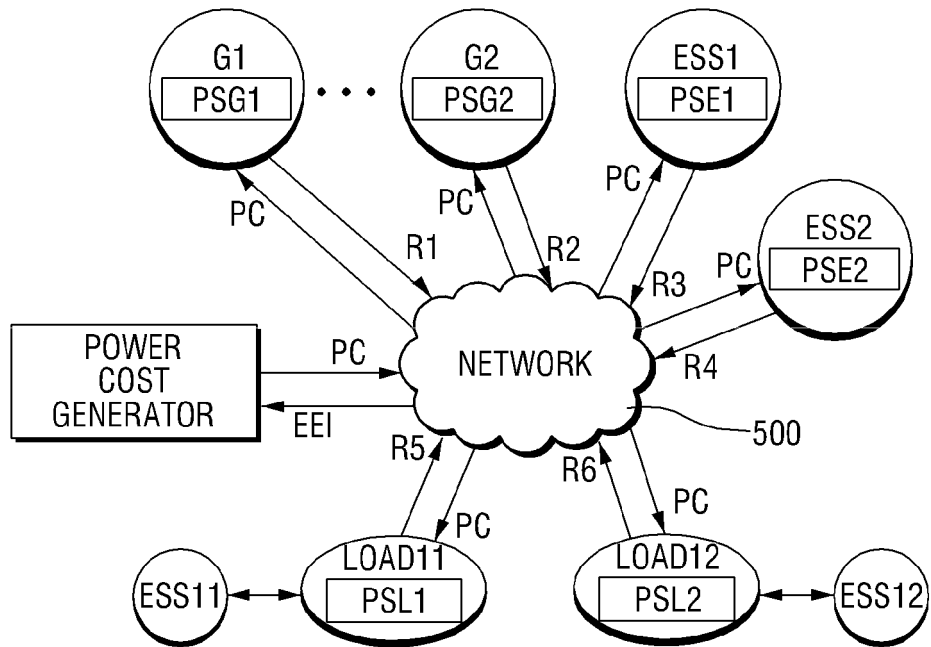 G1
PSG1
G2
PSG2
ESS1
PSE1
PC
PC
PC
R1
R2
R3
ESS2
PSE2
PC
R4
POWER
COST
GENERATOR
PC
EEI
NETWORK
500
R5
PC
R6
PC
ESS11
LOAD11
PSL1
LOAD12
PSL2
ESS12